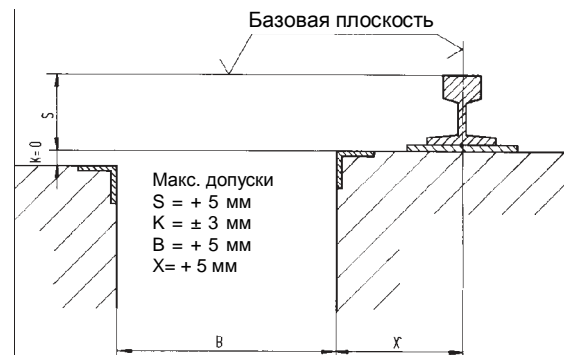 Базовая плоскость
S
K=0
Макс. допуски
S = + 5 мм
K = ± 3 мм
B = + 5 мм
X= + 5 мм
B
X